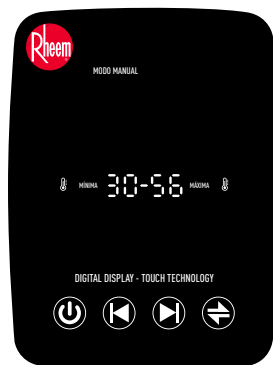 Rheem
MODO MANUAL
MÍNIMA 30-56 MÁXIMA
DIGITAL DISPLAY - TOUCH TECHNOLOGY